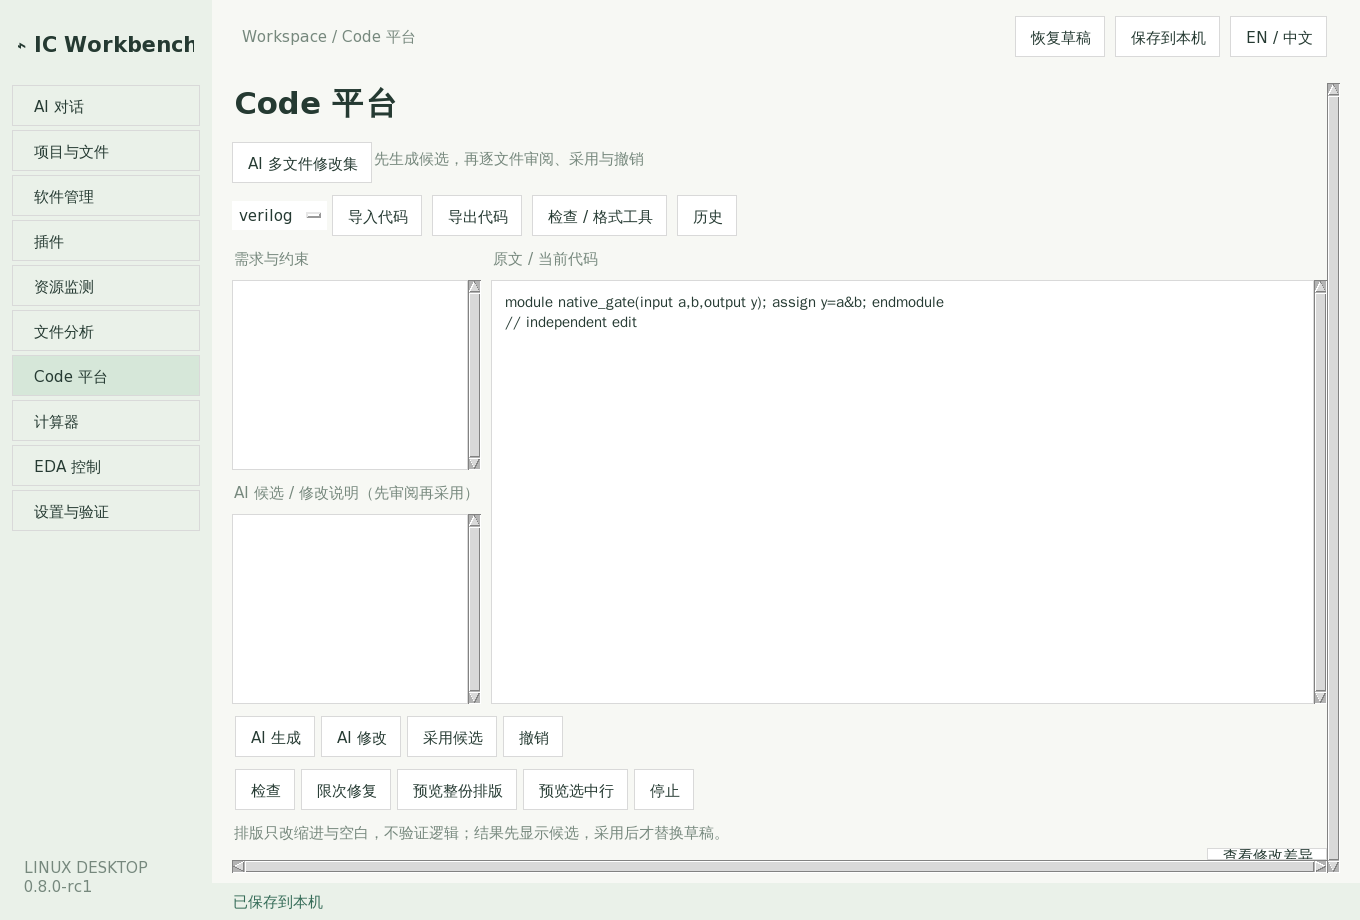 IC Workbench
Workspace / Code 平台
恢复草稿
保存到本机
EN / 中文
AI 对话
项目与文件
软件管理
插件
资源监测
文件分析
Code 平台
计算器
EDA 控制
设置与验证
LINUX DESKTOP
0.8.0-rc1
Code 平台
AI 多文件修改集
先生成候选，再逐文件审阅、采用与撤销
verilog
导入代码
导出代码
检查 / 格式工具
历史
需求与约束
原文 / 当前代码
module native_gate(input a,b,output y); assign y=a&b; endmodule
// independent edit
AI 候选 / 修改说明（先审阅再采用）
AI 生成
AI 修改
采用候选
撤销
检查
限次修复
预览整份排版
预览选中行
停止
排版只改缩进与空白，不验证逻辑；结果先显示候选，采用后才替换草稿。
查看修改差异
已保存到本机